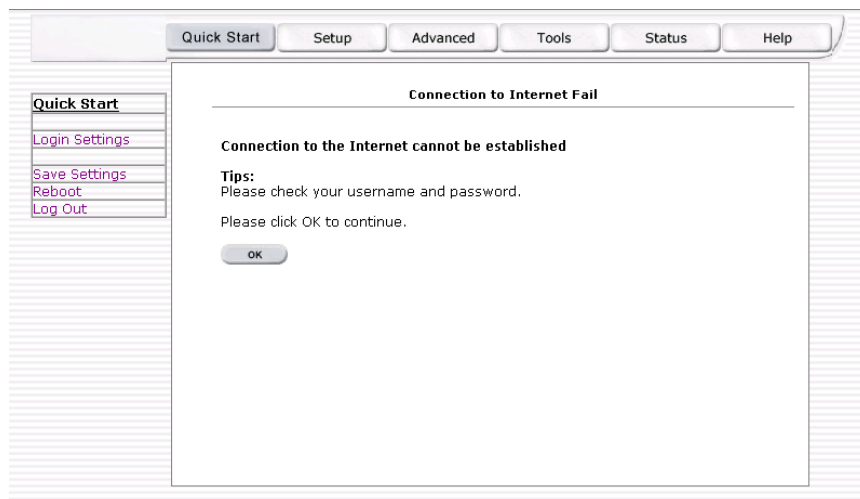 Quick Start
Setup
Advanced
Tools
Status
Help
Quick Start
Login Settings
Save Settings
Reboot
Log Out
Connection to Internet Fail
Connection to the Internet cannot be established
Tips:
Please check your username and password.
Please click OK to continue.
OK